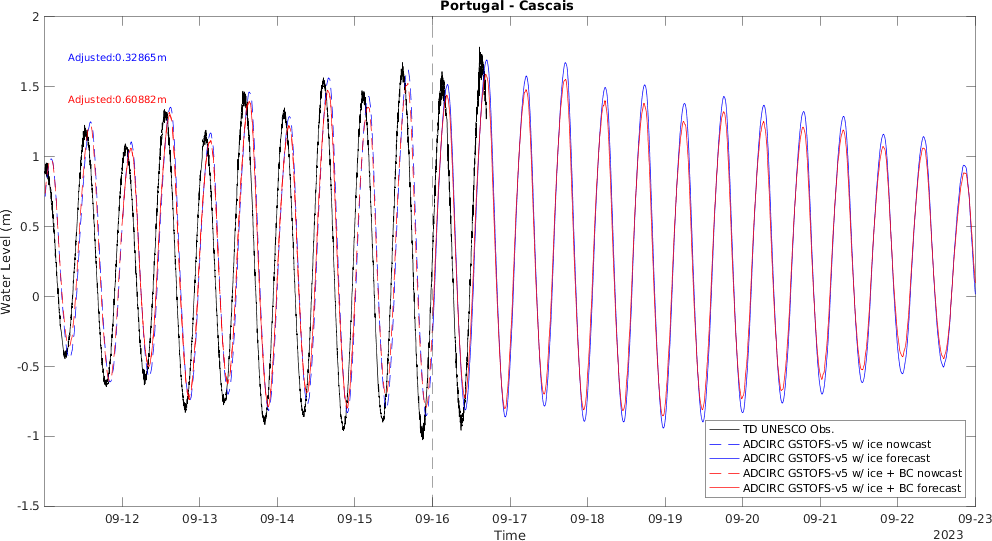 Portugal - Cascais
2
1.5
1
0.5
0
-0.5
-1
-1.5
Water Level (m)
Adjusted:0.32865m
Adjusted:0.60882m
TD UNESCO Obs.
ADCIRC GSTOFS-v5 w/ ice nowcast
ADCIRC GSTOFS-v5 w/ ice forecast
ADCIRC GSTOFS-v5 w/ ice + BC nowcast
ADCIRC GSTOFS-v5 w/ ice + BC forecast
09-12 09-13 09-14 09-15 09-16 09-17 09-18 09-19 09-20 09-21 09-22 09-23
Time
2023